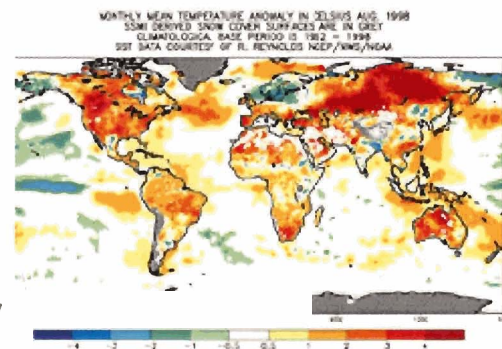 MONTHLY MEAN TEMPERATURE ANOMALY IN CELSIUS AUG. 1998
SSMI DERIVED SNOW COVER SURFACES ARE IN GREY
CLIMATOLOGICAL BASE PERIOD IS 1982 - 1998
SST DATA COURTESY OF R. REYNOLDS NCEP/NWS/NOAA
-4 -2 -1 -0.5 0.5 1 2 3 4